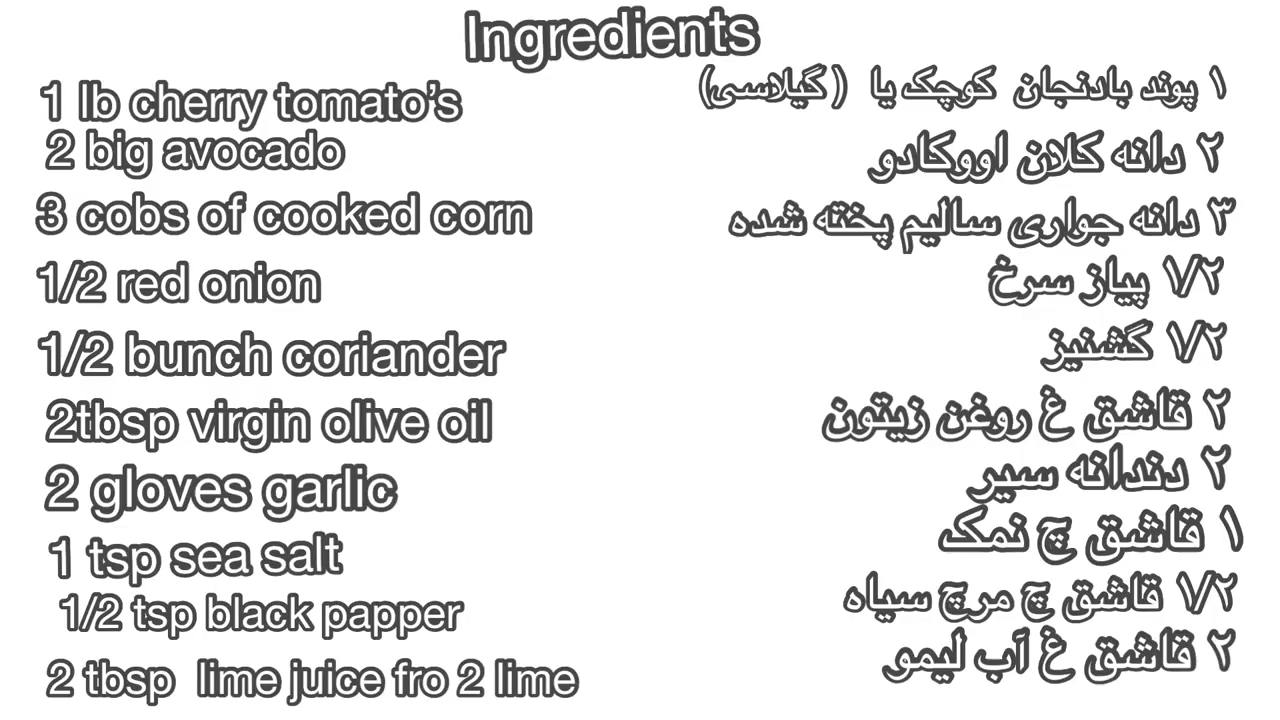 Ingredients
1 lb cherry tomato's
2 big avocado
3 cobs of cooked corn
1/2 red onion
1/2 bunch coriander
2tbsp virgin olive oil
2 gloves garlic
1 tsp sea salt
1/2 tsp black papper
2 tbsp lime juice fro 2 lime
۱ پوند بادنجان کوچک یا ( گیلاسی)
۲ دانه کلان اووکادو
۳ دانه جواری سالیم پخته شده
۱/۲ پیاز سرخ
۱/۲ گشنیز
۲ قاشق غ روغن زیتون
۲ دندانه سیر
۱ قاشق چ نمک
۱/۲ قاشق چ مرچ سیاه
۲ قاشق غ آب لیمو